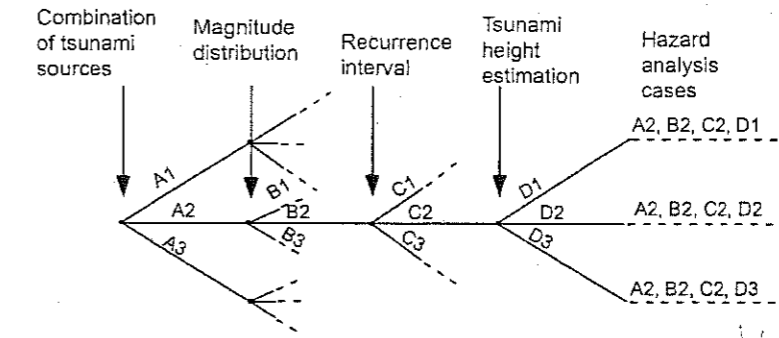 Combination
of tsunami
sources
Magnitude
distribution
Recurrence
interval
Tsunami
height
estimation
Hazard
analysis
cases
A1
A2
A3
B1
B2
B3
C1
C2
C3
D1
D2
D3
A2, B2, C2, D1
A2, B2, C2, D2
A2, B2, C2, D3